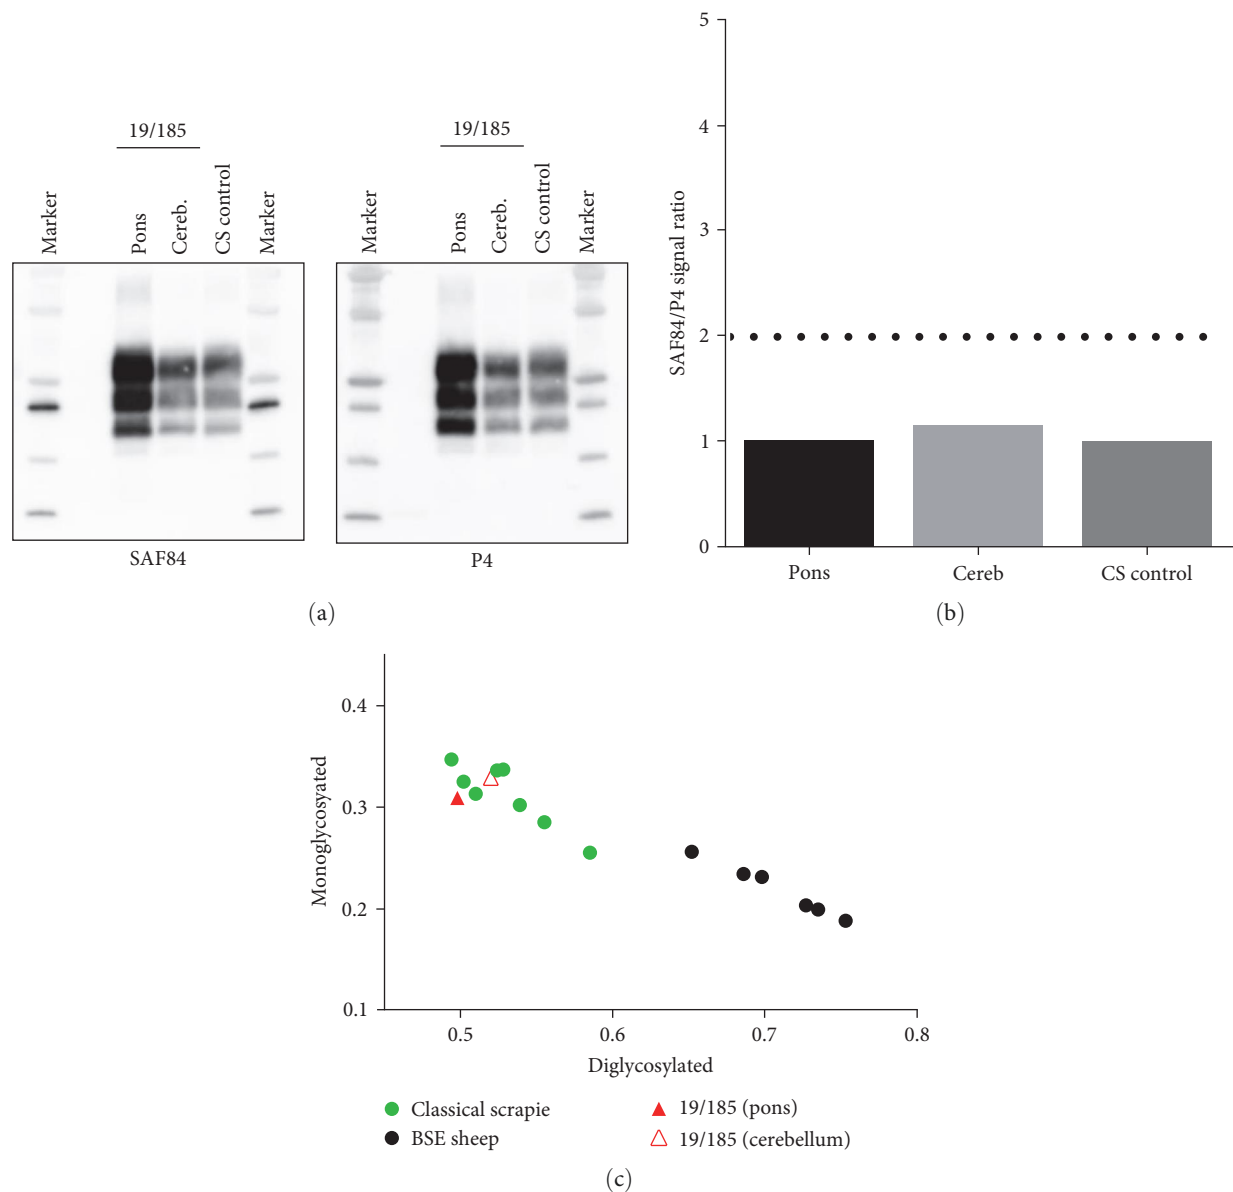 19/185
Marker
Pons
Cereb.
CS control
Marker
SAF84
19/185
Marker
Pons
Cereb.
CS control
Marker
P4
(a)
SAF84/P4 signal ratio
5
4
3
2
1
0
Pons Cereb CS control
(b)
Monoglycosyated
0.4
0.3
0.2
0.1
0.5 0.6 0.7 0.8
Diglycosylated
Classical scrapie
BSE sheep
19/185 (pons)
19/185 (cerebellum)
(c)